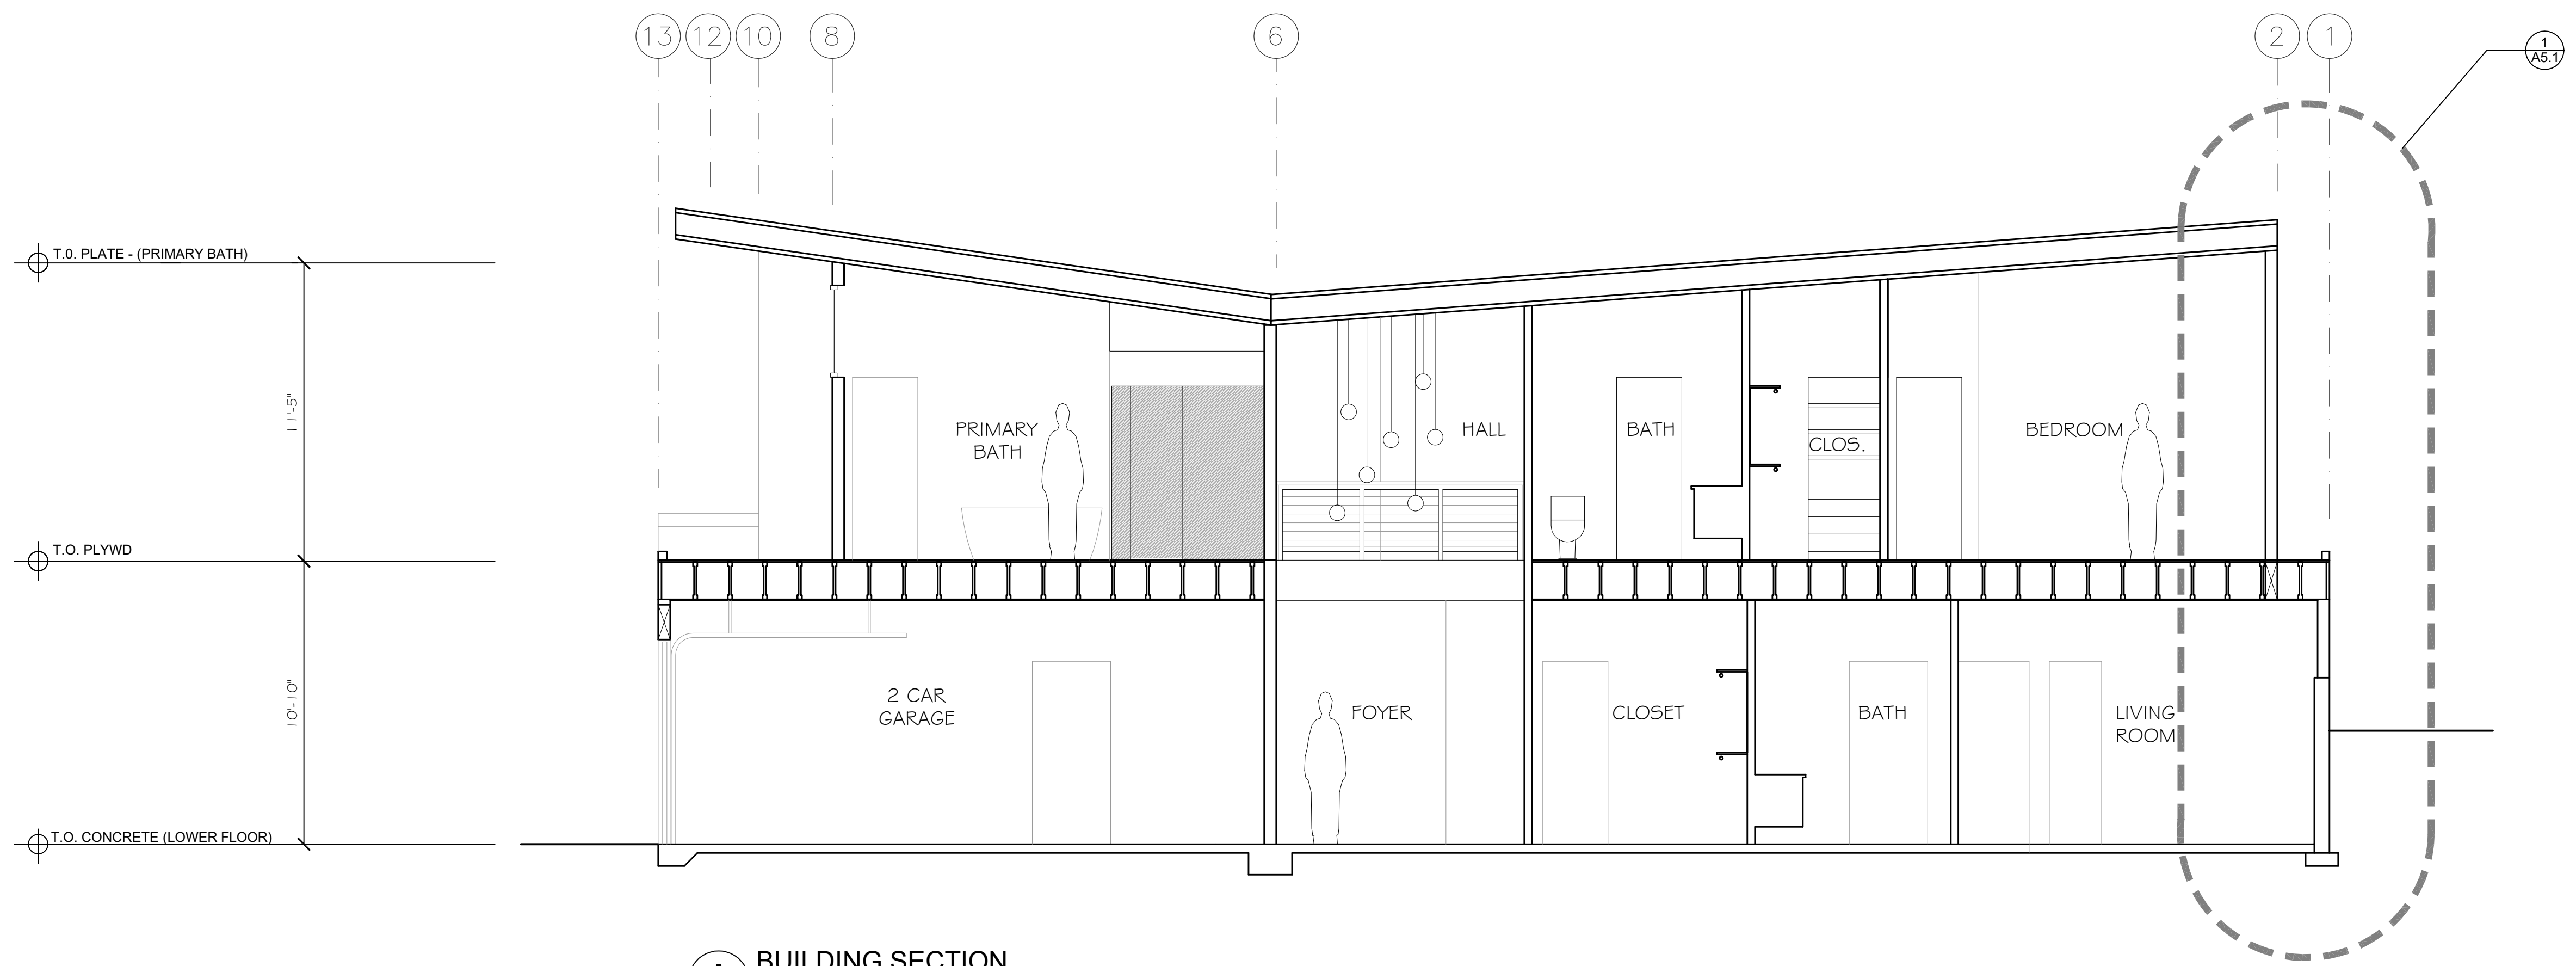 13 12 10 8 6 2 1
1
A5.1
T.0. PLATE - (PRIMARY BATH)
11'-5"
PRIMARY
BATH
HALL
BATH
CLOS.
BEDROOM
T.O. PLYWD
10'-10"
2 CAR
GARAGE
FOYER
CLOSET
BATH
LIVING
ROOM
T.O. CONCRETE (LOWER FLOOR)
BUILDING SECTION